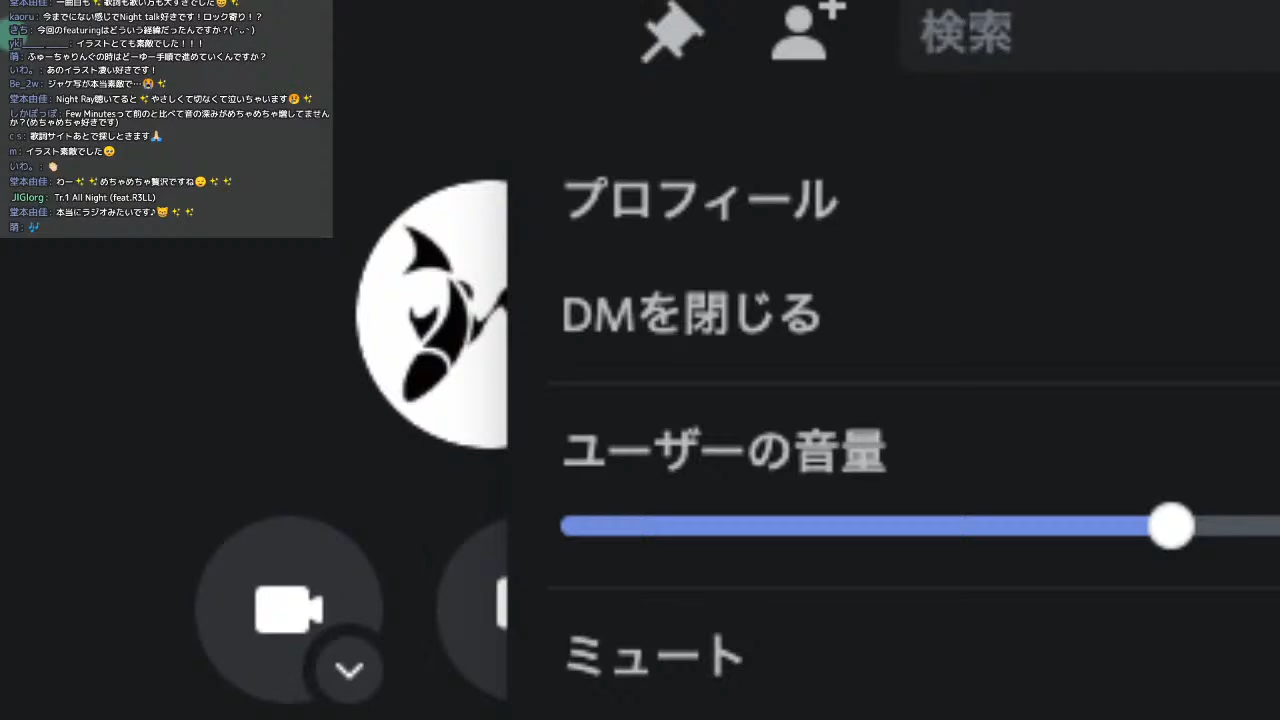 堂本由佳: 一曲目も✨歌詞も歌い方も大すきでした😇✨
kaoru: 今までにない感じでNight talk好きです！ロック寄り！？
さち: 今回のfeaturingはどういう経緯だったんですか？( ˙ᴗ˙ )
イラストとても素敵でした！！！
萌: ふゅーちゃりんぐの時はどーゆー手順で進めていくんですか？
いわ。: あのイラスト凄い好きです！
Be_2w: ジャケ写が本当素敵で…😭✨
堂本由佳: Night Ray聴いてると✨やさしくて切なくて泣いちゃいます😢✨
しかぽっぽ: Few Minutesって前のと比べて音の深みがめちゃめちゃ増してません
か？(めちゃめちゃ好きです)
c s: 歌詞サイトあとで探しときます🙏🏻
m: イラスト素敵でした🥺
いわ。: 👏🏻
堂本由佳: わー✨✨めちゃめちゃ贅沢ですね😌✨✨
JIGlorg: Tr.1 All Night (feat.R3LL)
堂本由佳: 本当にラジオみたいです♪😸✨✨
萌: 🎶
検索
プロフィール
DMを閉じる
ユーザーの音量
ミュート